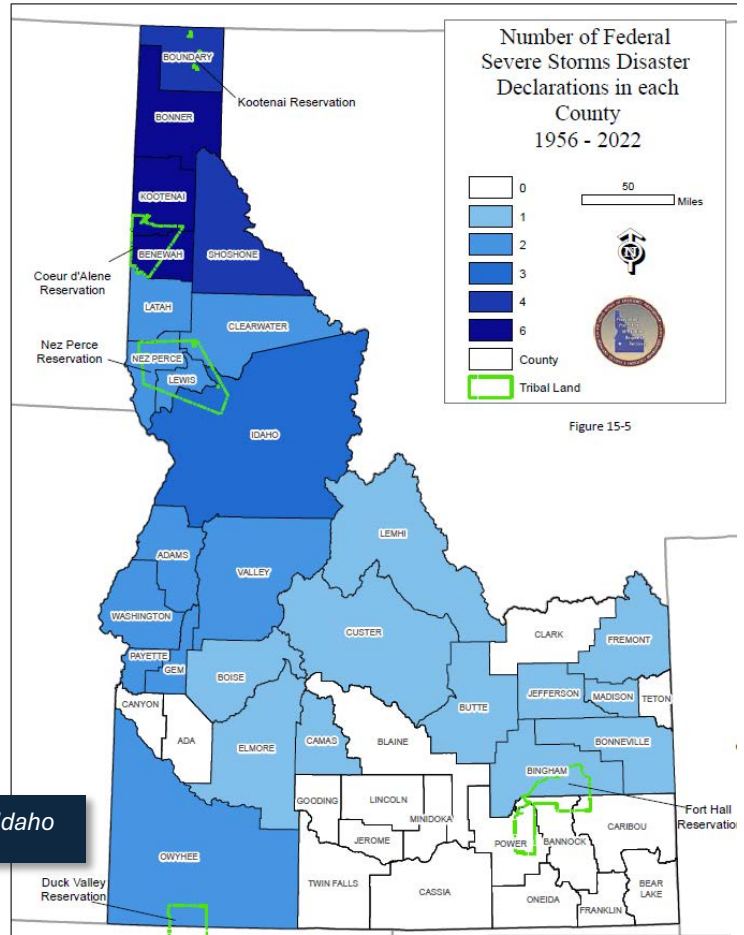 Number of Federal
Severe Storms Disaster
Declarations in each
County
1956 - 2022
0
1
2
3
4
6
County
Tribal Land
50
Miles
N
Figure 15-5
BOUNDARY
Kootenai Reservation
BONNER
KOOTENAI
BENEWAH
SHOSHONE
Coeur d'Alene
Reservation
LATAH
CLEARWATER
Nez Perce
Reservation
NEZ PERCE
LEWIS
IDAHO
LEMHI
ADAMS
VALLEY
WASHINGTON
CUSTER
CLARK
FREMONT
PAYETTE
GEM
BOISE
BUTTE
JEFFERSON
MADISON
TETON
CANYON
ADA
ELMORE
CAMAS
BLAINE
BONNEVILLE
BINGHAM
Fort Hall
Reservation
GOODING
LINCOLN
MINIDOKA
JEROME
POWER
BANNOCK
CARIBOU
daho
OWYHEE
TWIN FALLS
CASSIA
ONEIDA
FRANKLIN
BEAR
LAKE
Duck Valley
Reservation